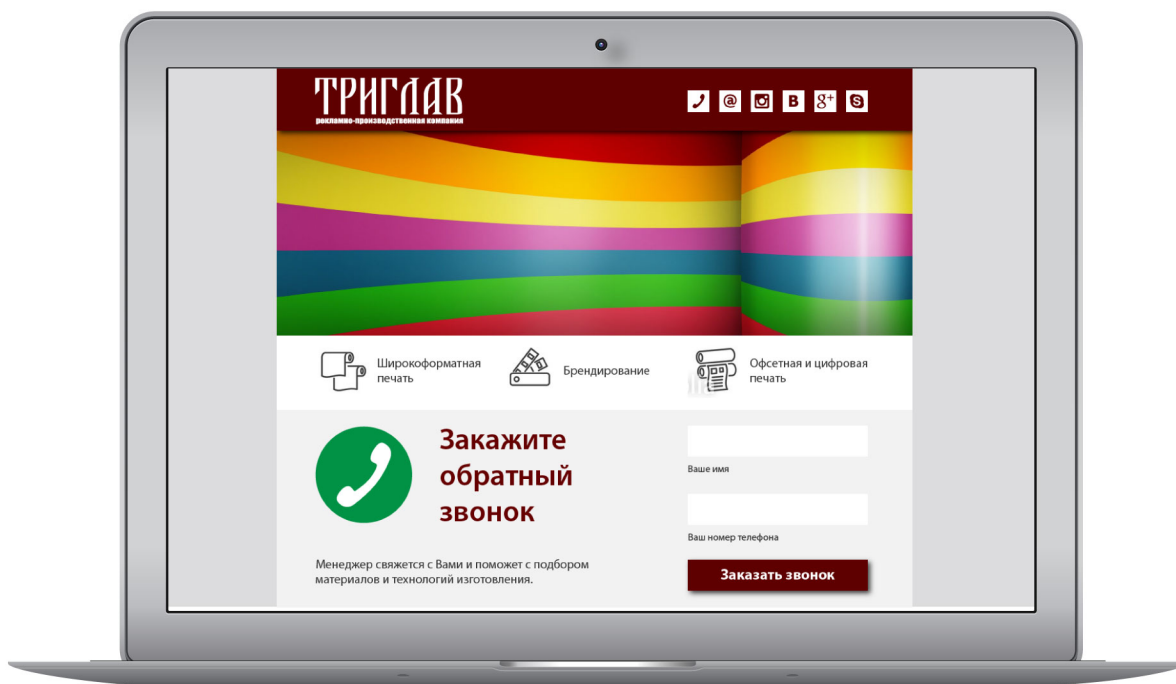 ТРИГЛАВ
рекламно-производственная компания
@
B
g+
S
Широкоформатная
печать
Брендирование
Офсетная и цифровая
печать
Закажите
обратный
звонок
Менеджер свяжется с Вами и поможет с подбором
материалов и технологий изготовления.
Ваше имя
Ваш номер телефона
Заказать звонок